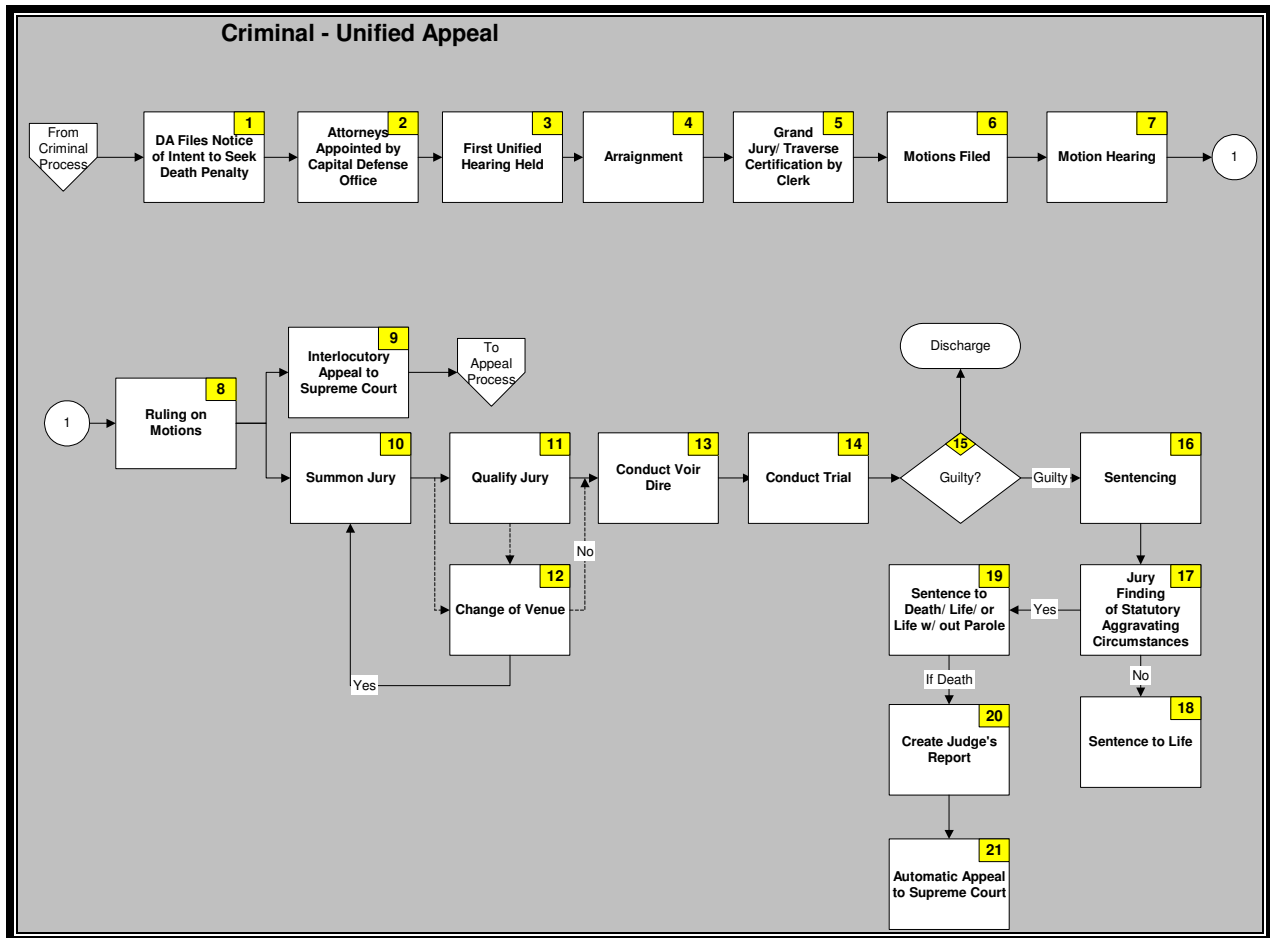 Criminal - Unified Appeal
From
Criminal
Process
1
DA Files Notice
of Intent to Seek
Death Penalty
2
Attorneys
Appointed by
Capital Defense
Office
3
First Unified
Hearing Held
4
Arraignment
5
Grand
Jury/ Traverse
Certification by
Clerk
6
Motions Filed
7
Motion Hearing
1
1
8
Ruling on
Motions
9
Interlocutory
Appeal to
Supreme Court
To
Appeal
Process
10
Summon Jury
11
Qualify Jury
12
Change of Venue
No
Yes
13
Conduct Voir
Dire
14
Conduct Trial
Discharge
15
Guilty?
Guilty
16
Sentencing
17
Jury
Finding
of Statutory
Aggravating
Circumstances
Yes
No
18
Sentence to Life
19
Sentence to
Death/ Life/ or
Life w/ out Parole
If Death
20
Create Judge's
Report
21
Automatic Appeal
to Supreme Court